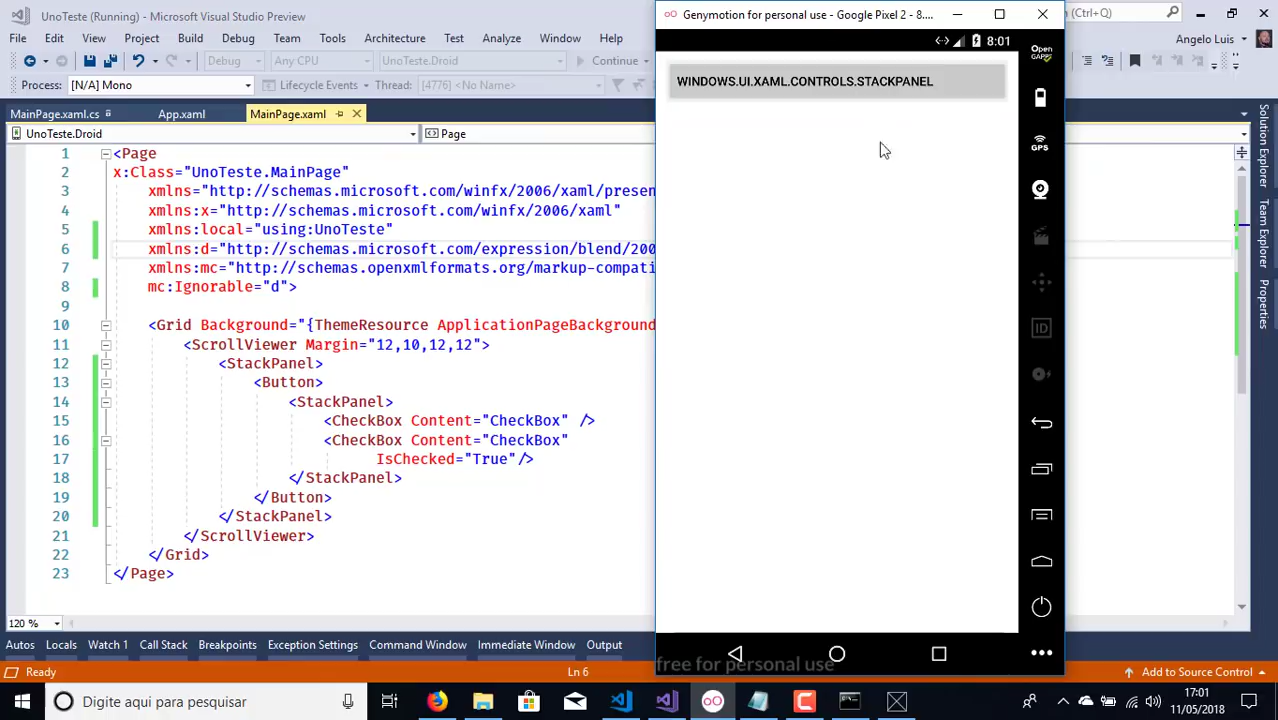 UnoTeste (Running) - Microsoft Visual Studio Preview
(Ctrl+Q)
File Edit View Project Build Debug Team Tools Architecture Test Analyze Window Help
Angelo Luis
Debug Any CPU UnoTeste.Droid Continue
Process: [N/A] Mono Lifecycle Events Thread: [4776] <No Name>
MainPage.xaml.cs App.xaml MainPage.xaml
UnoTeste.Droid Page
1 <Page
2 x:Class="UnoTeste.MainPage"
3 xmlns="http://schemas.microsoft.com/winfx/2006/xaml/presen
4 xmlns:x="http://schemas.microsoft.com/winfx/2006/xaml"
5 xmlns:local="using:UnoTeste"
6 xmlns:d="http://schemas.microsoft.com/expression/blend/200
7 xmlns:mc="http://schemas.openxmlformats.org/markup-compati
8 mc:Ignorable="d">
9
10 <Grid Background="{ThemeResource ApplicationPageBackground
11 <ScrollViewer Margin="12,10,12,12">
12 <StackPanel>
13 <Button>
14 <StackPanel>
15 <CheckBox Content="CheckBox" />
16 <CheckBox Content="CheckBox"
17 IsChecked="True"/>
18 </StackPanel>
19 </Button>
20 </StackPanel>
21 </ScrollViewer>
22 </Grid>
23 </Page>
120 %
Autos Locals Watch 1 Call Stack Breakpoints Exception Settings Command Window Immediate Window Output
Ready Ln 6 Add to Source Control
Genymotion for personal use - Google Pixel 2 - 8....
8:01
WINDOWS.UI.XAML.CONTROLS.STACKPANEL
free for personal use
Open
GAPPS
GPS
ID
Solution Explorer
Team Explorer
Properties
Digite aqui para pesquisar
17:01
11/05/2018